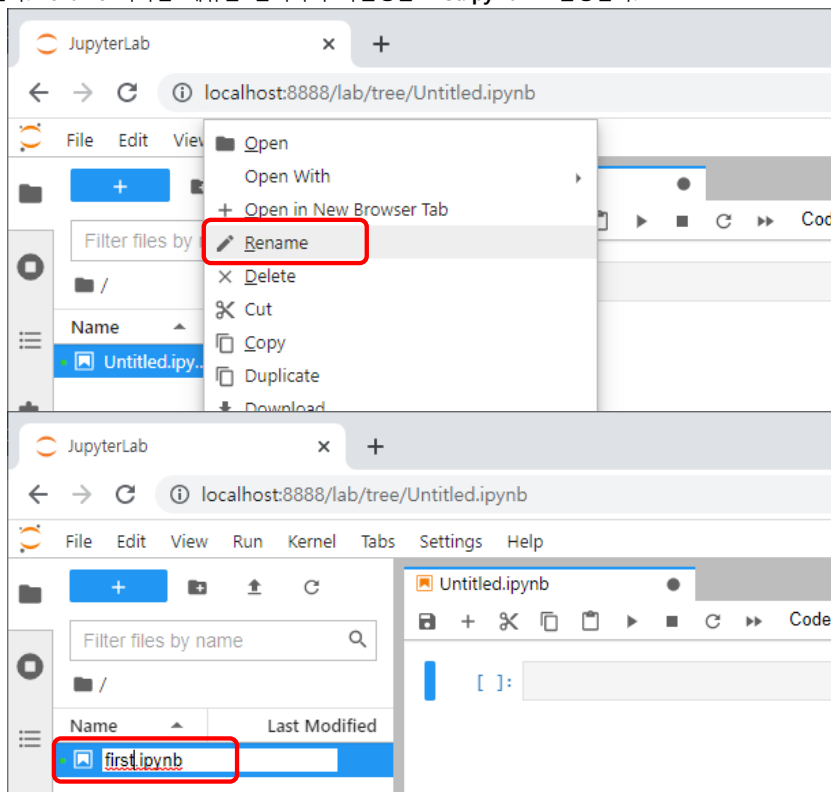 JupyterLab
localhost:8888/lab/tree/Untitled.ipynb
File Edit View
Open
Open With
Open in New Browser Tab
Filter files by
Rename
/
Delete
Cut
Name
Copy
Untitled.ipy..
Duplicate
Download
JupyterLab
localhost:8888/lab/tree/Untitled.ipynb
File Edit View Run Kernel Tabs Settings Help
Untitled.ipynb
Code
Filter files by name
/
[ ]:
Name Last Modified
first.ipynb